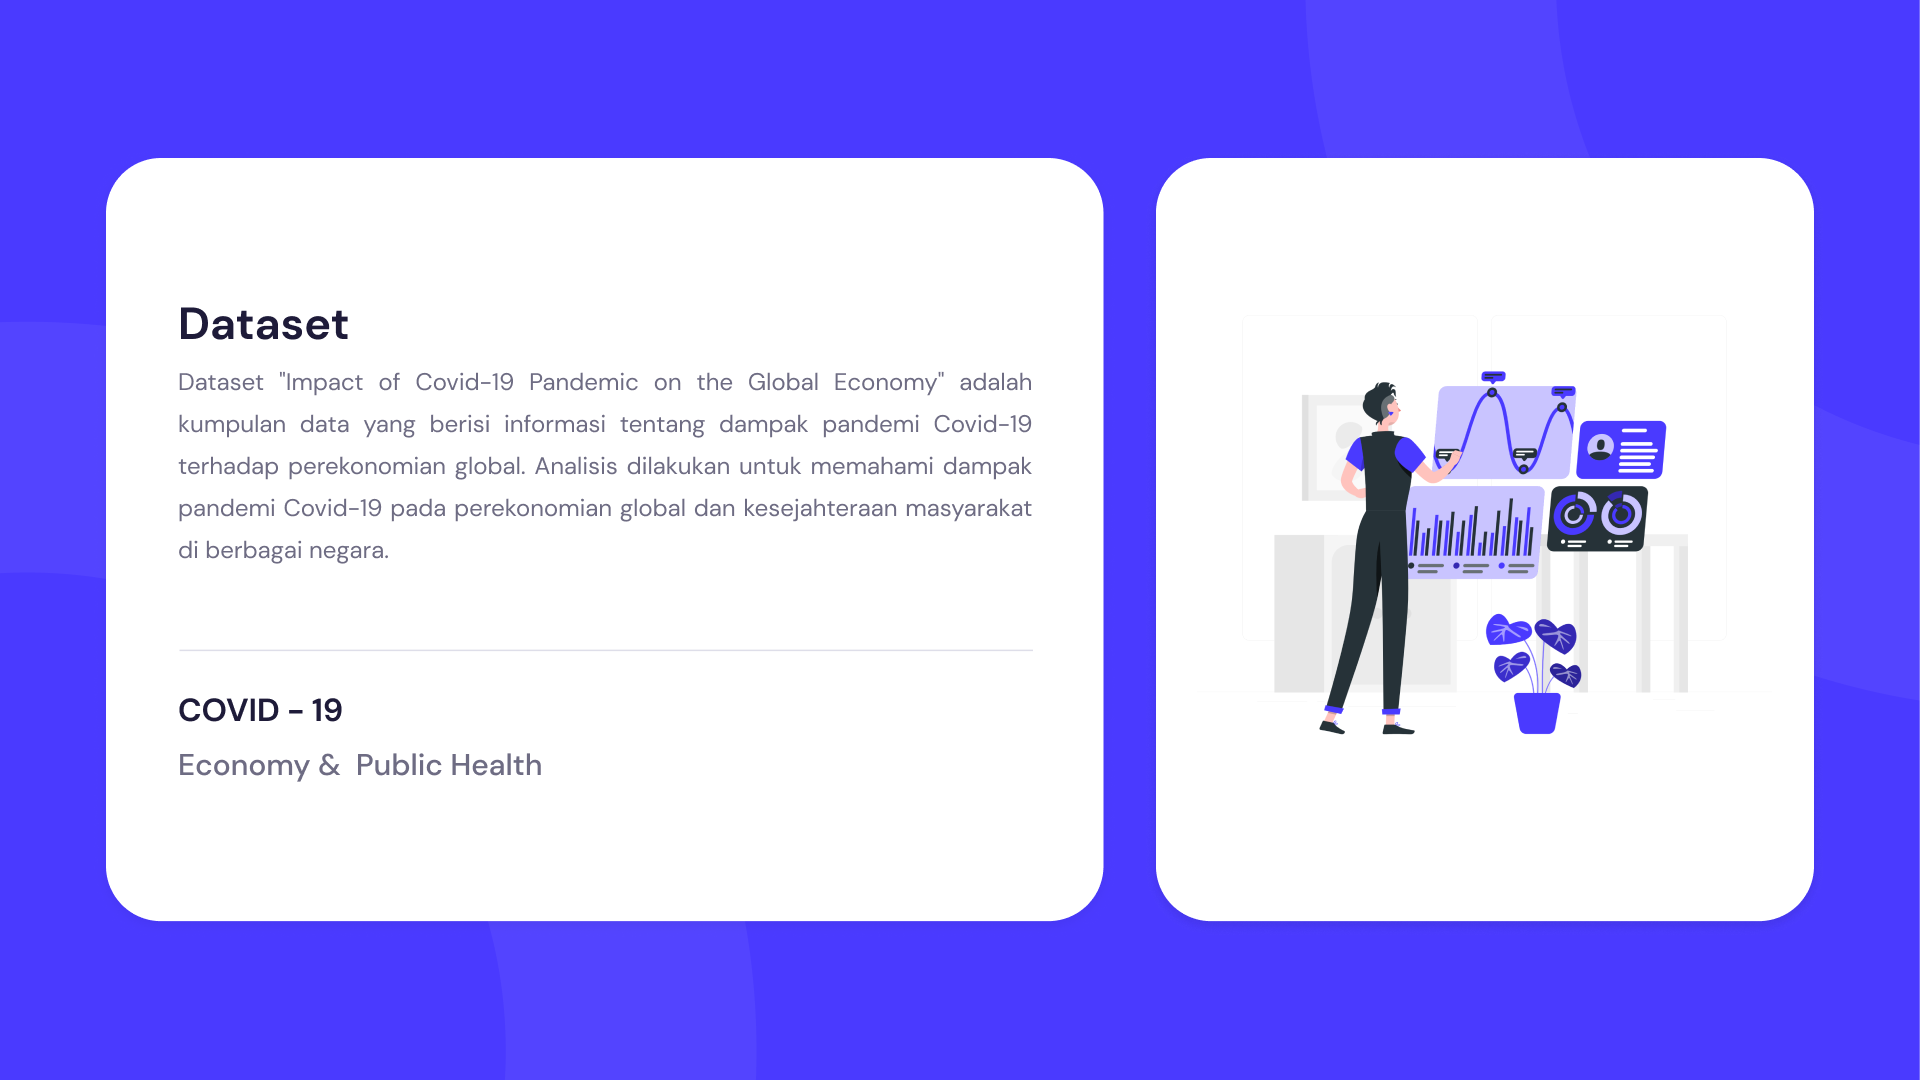 Dataset
Dataset "Impact of Covid-19 Pandemic on the Global Economy" adalah
kumpulan data yang berisi informasi tentang dampak pandemi Covid-19
terhadap perekonomian global. Analisis dilakukan untuk memahami dampak
pandemi Covid-19 pada perekonomian global dan kesejahteraan masyarakat
di berbagai negara.
COVID - 19
Economy & Public Health